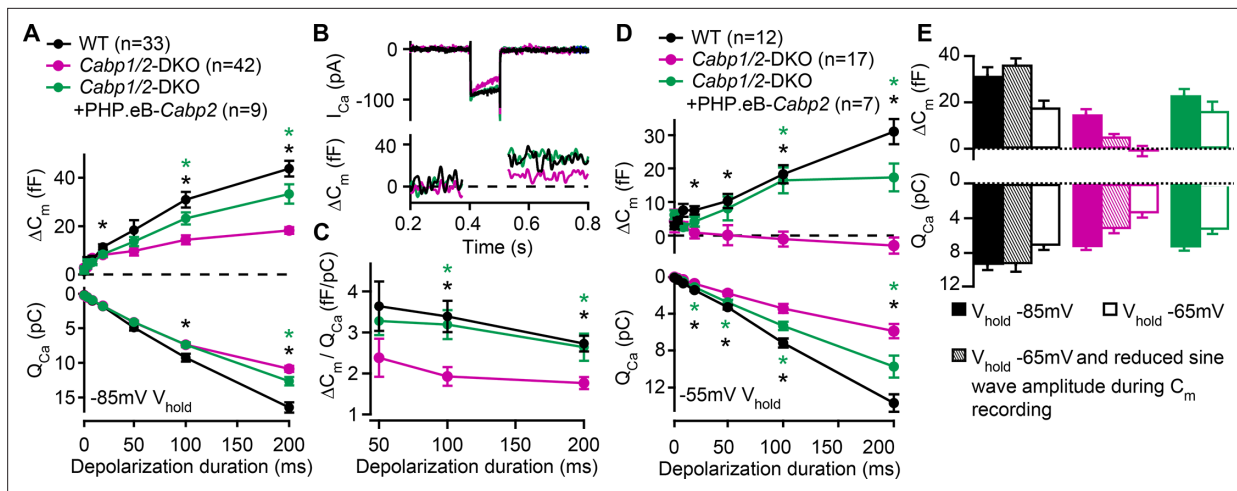 A
WT (n=33)
Cabp1/2-DKO (n=42)
Cabp1/2-DKO
+PHP.eB-Cabp2 (n=9)
ΔCm (fF)
40
20
0
*
*
*
*
*
QCa (pC)
0
5
10
15
*
*
*
-85mV Vhold
0
50
100
150
200
Depolarization duration (ms)
B
ICa (pA)
0
-50
-100
ΔCm (fF)
40
20
0
0.2
0.4
0.6
0.8
Time (s)
C
ΔCm / QCa (fF/pC)
4
3
2
1
*
*
*
*
50
100
150
200
Depolarization duration (ms)
D
WT (n=12)
Cabp1/2-DKO (n=17)
Cabp1/2-DKO
+PHP.eB-Cabp2 (n=7)
ΔCm (fF)
30
20
10
0
*
*
*
*
*
*
QCa (pC)
0
4
8
12
*
*
*
*
*
*
*
*
-55mV Vhold
0
50
100
150
200
Depolarization duration (ms)
E
ΔCm (fF)
40
20
0
QCa (pC)
0
4
8
12
Vhold -85mV
Vhold -65mV
Vhold -65mV and reduced sine
wave amplitude during Cm
recording